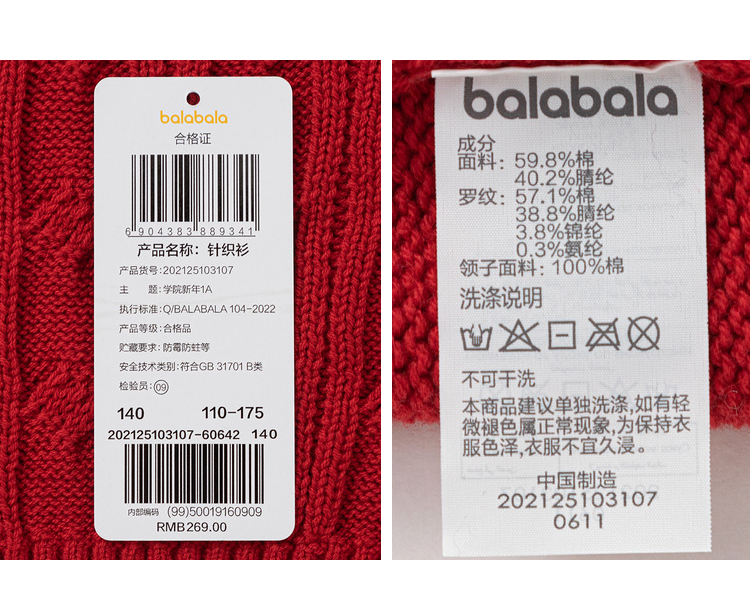 balabala
合格证
6 904383 889341
产品名称：针织衫
产品货号：202125103107
主 题：学院新年1A
执行标准：Q/BALABALA 104-2022
产品等级：合格品
贮藏要求：防霉防蛀等
安全技术类别：符合GB 31701 B类
检验员：09
140 110-175
202125103107-60642 140
内部编码 (99)50019160909
RMB269.00
balabala
成分
面料：59.8%棉
40.2%腈纶
罗纹：57.1%棉
38.8%腈纶
3.8%锦纶
0.3%氨纶
领子面料：100%棉
洗涤说明
不可干洗
本商品建议单独洗涤,如有轻
微褪色属正常现象,为保持衣
服色泽,衣服不宜久浸。
中国制造
202125103107
0611